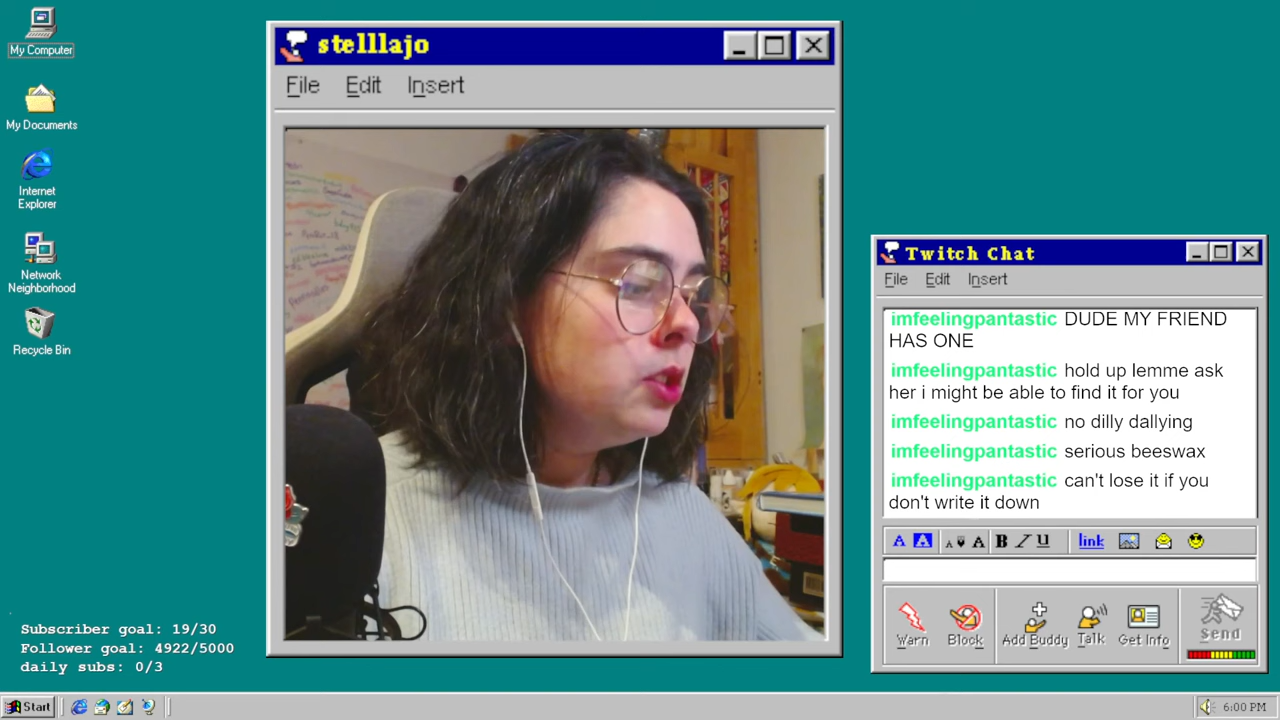 My Computer
My Documents
Internet
Explorer
Network
Neighborhood
Recycle Bin
stelllajo
File Edit Insert
Twitch Chat
File Edit Insert
imfeelingpantastic DUDE MY FRIEND
HAS ONE
imfeelingpantastic hold up lemme ask
her i might be able to find it for you
imfeelingpantastic no dilly dallying
imfeelingpantastic serious beeswax
imfeelingpantastic can't lose it if you
don't write it down
A A A A B I U link
Warn Block Add Buddy Talk Get Info Send
Subscriber goal: 19/30
Follower goal: 4922/5000
daily subs: 0/3
Start
6:00 PM